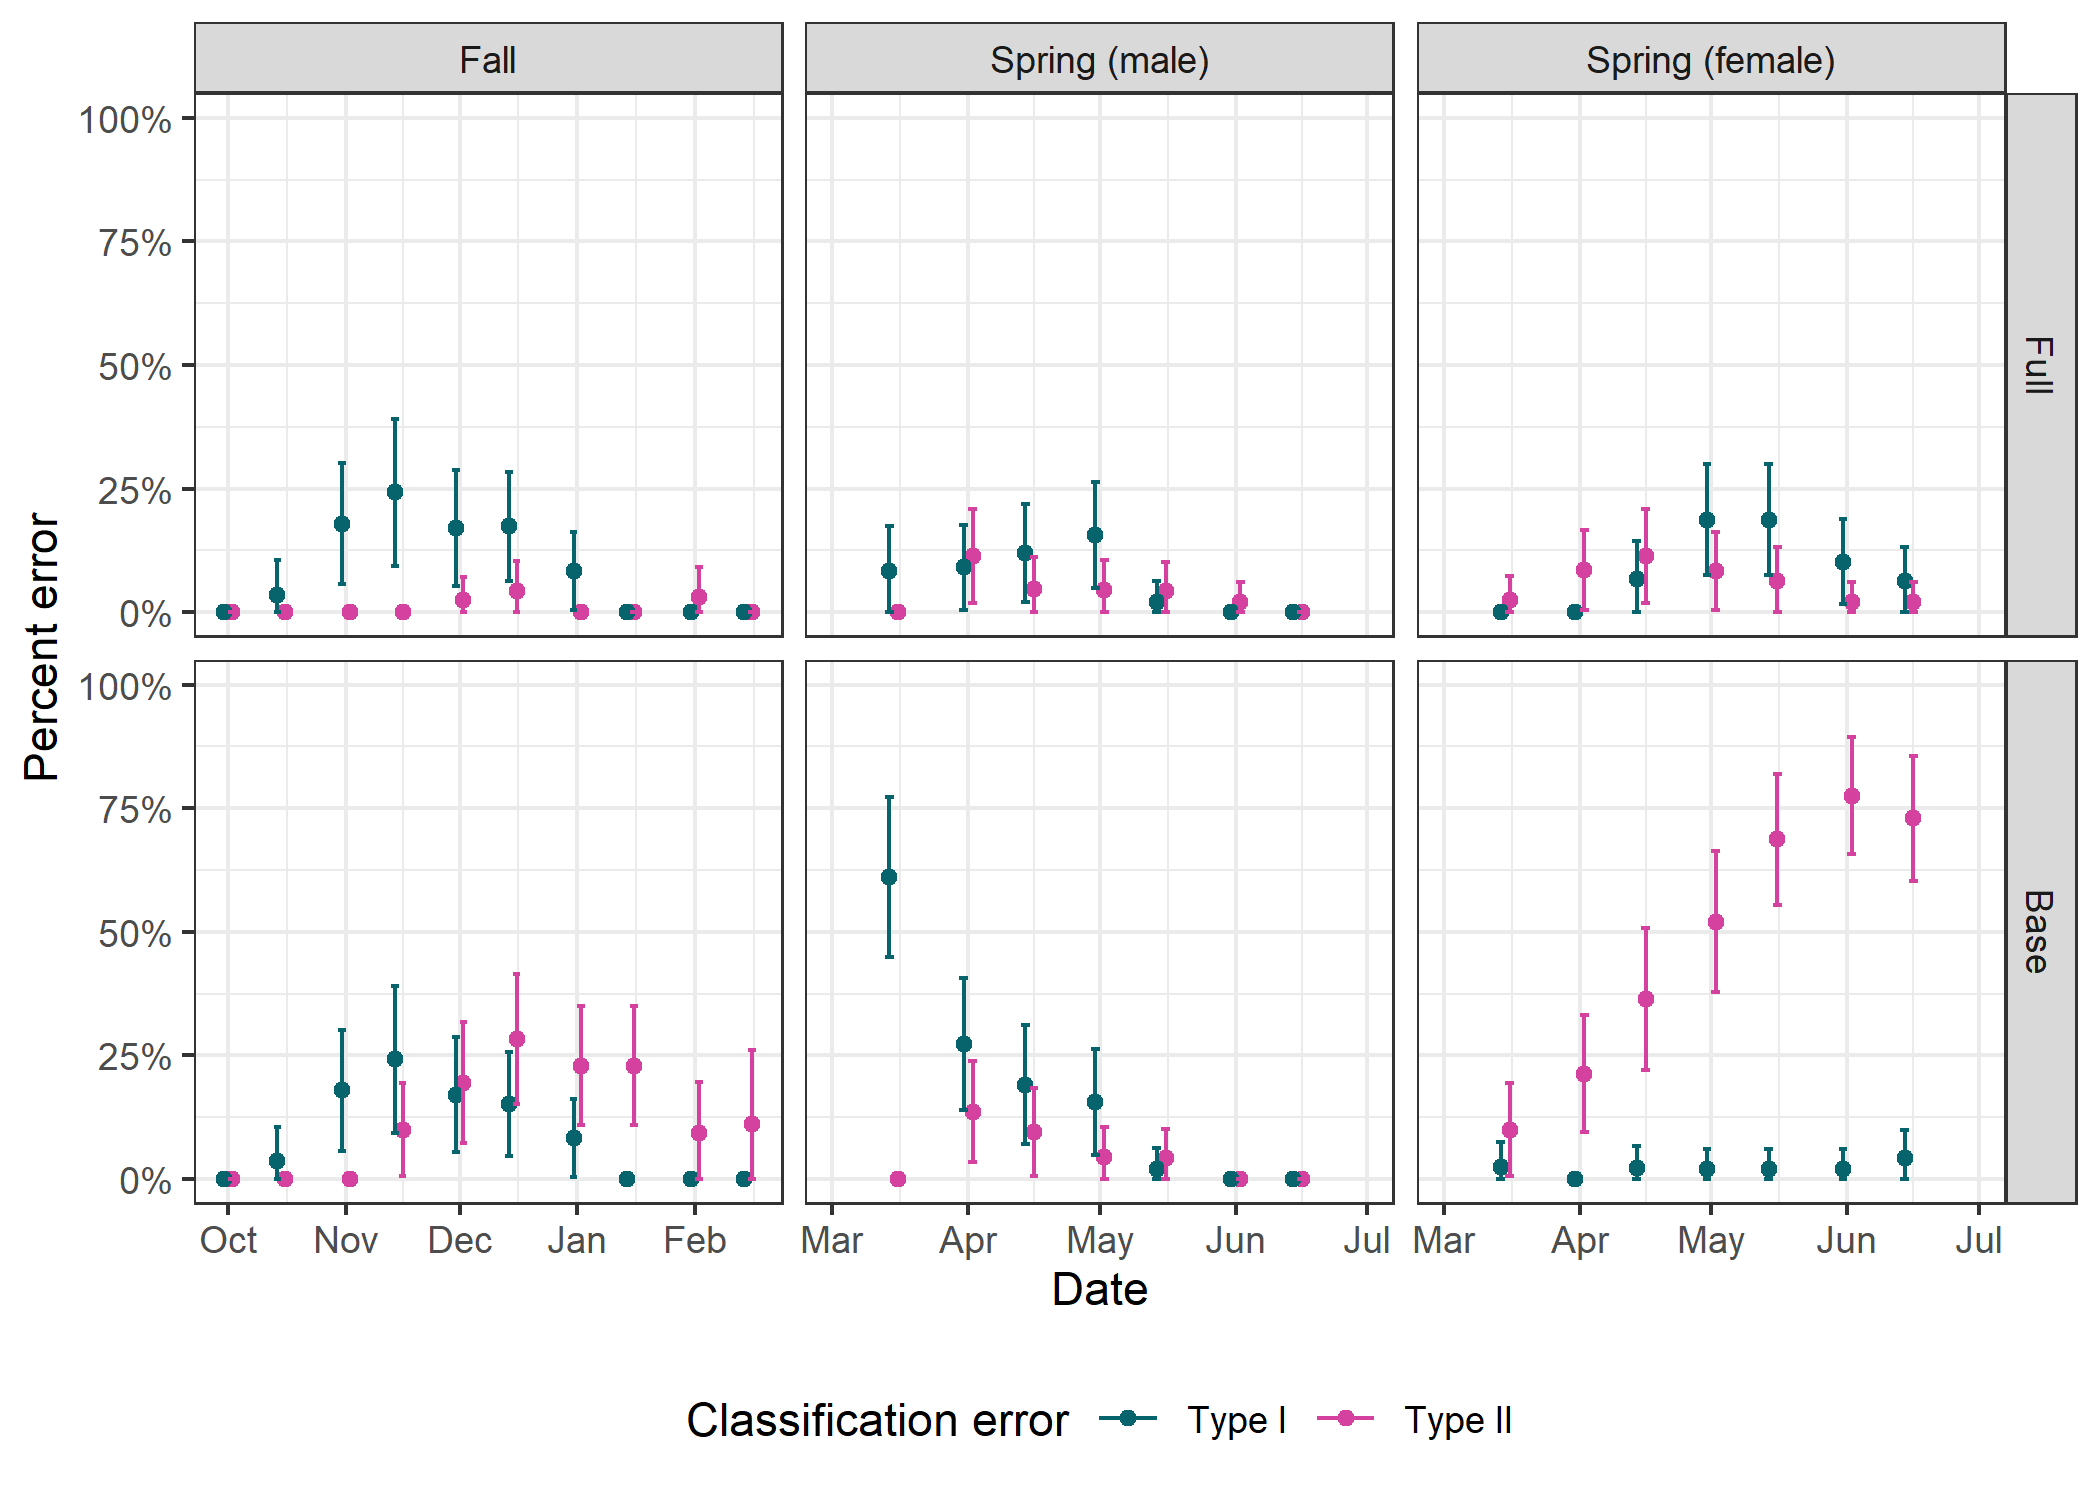 Fall
Spring (male)
Spring (female)
100%
75%
50%
25%
0%
Full
Percent error
100%
75%
50%
25%
0%
Base
Oct Nov Dec Jan Feb
Mar Apr May Jun Jul
Mar Apr May Jun Jul
Date
Classification error Type I Type II